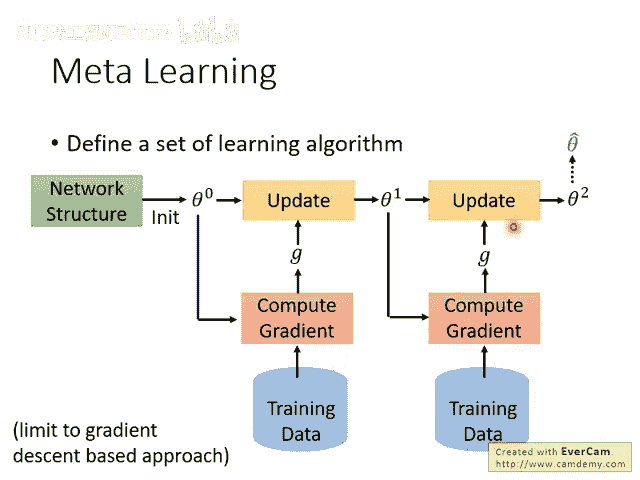 Meta Learning
• Define a set of learning algorithm
Network
Structure
Init
θ⁰
Update
θ¹
Update
θ²
θ̂
g
g
Compute
Gradient
Compute
Gradient
Training
Data
Training
Data
(limit to gradient
descent based approach)
Created with EverCam.
http://www.camdemy.com